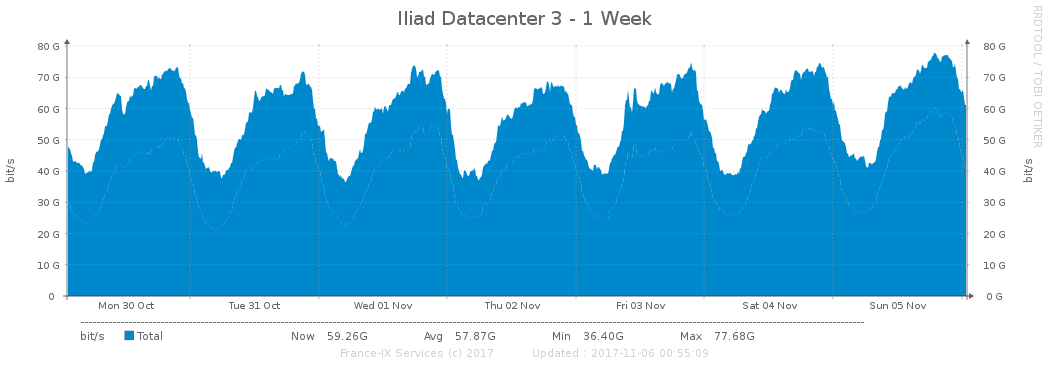 Iliad Datacenter 3 - 1 Week
RRDTOOL / TOBI OETIKER
bit/s
80 G
70 G
60 G
50 G
40 G
30 G
20 G
10 G
0
80 G
70 G
60 G
50 G
40 G
30 G
20 G
10 G
0 G
bit/s
Mon 30 Oct Tue 31 Oct Wed 01 Nov Thu 02 Nov Fri 03 Nov Sat 04 Nov Sun 05 Nov
bit/s Total Now 59.26G Avg 57.87G Min 36.40G Max 77.68G
France-IX Services (c) 2017 Updated : 2017-11-06 00:55:09